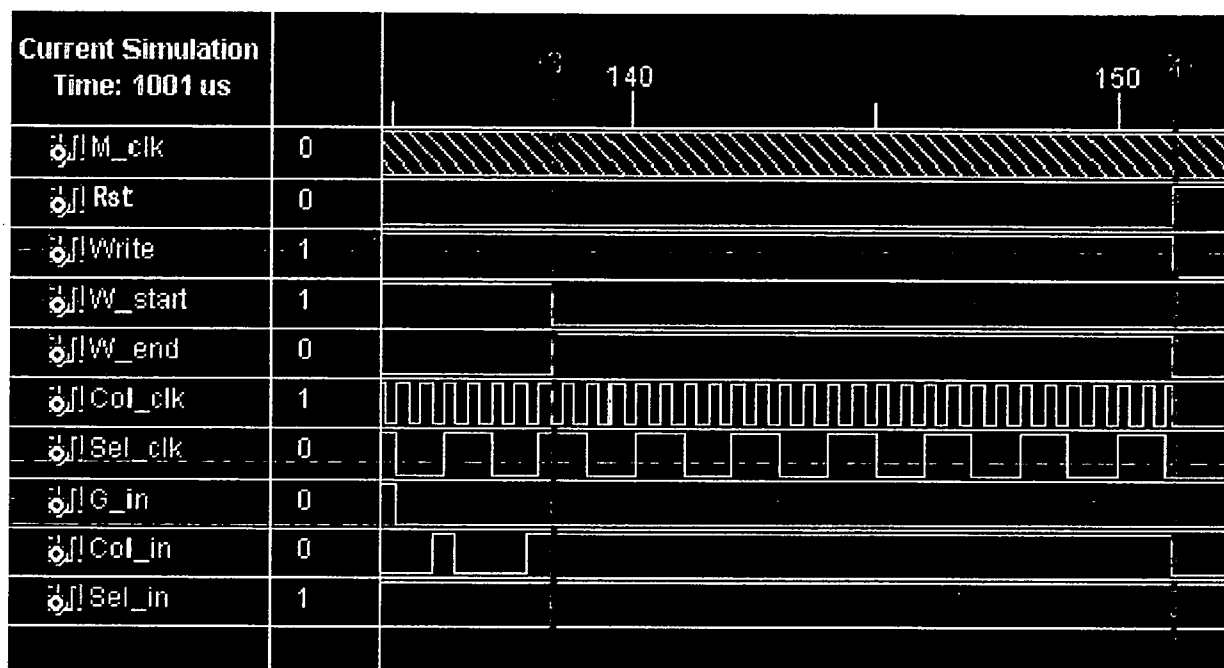 Current Simulation
Time: 1001 us
140
150
M_clk 0
Rst 0
Write 1
W_start 1
W_end 0
Col_clk 1
Sel_clk 0
G_in 0
Col_in 0
Sel_in 1